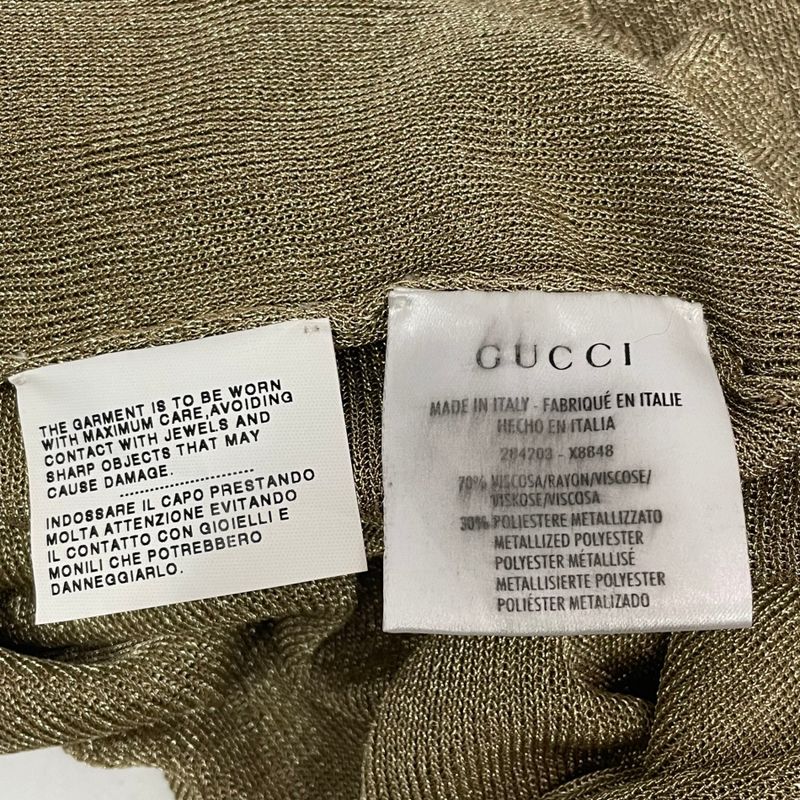 THE GARMENT IS TO BE WORN
WITH MAXIMUM CARE,AVOIDING
CONTACT WITH JEWELS AND
SHARP OBJECTS THAT MAY
CAUSE DAMAGE.
INDOSSARE IL CAPO PRESTANDO
MOLTA ATTENZIONE EVITANDO
IL CONTATTO CON GIOIELLI E
MONILI CHE POTREBBERO
DANNEGGIARLO.
GUCCI
MADE IN ITALY - FABRIQUÉ EN ITALIE
HECHO EN ITALIA
284203 - X8848
70% VISCOSA/RAYON/VISCOSE/
VISKOSE/VISCOSA
30% POLIESTERE METALLIZZATO
METALLIZED POLYESTER
POLYESTER MÉTALLISÉ
METALLISIERTE POLYESTER
POLIÉSTER METALIZADO